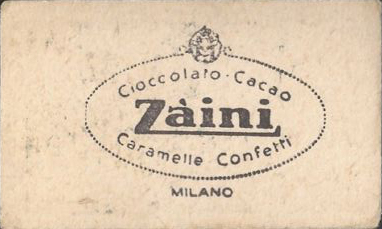 Cioccolato - Cacao
Zàini
Caramelle Confetti
MILANO